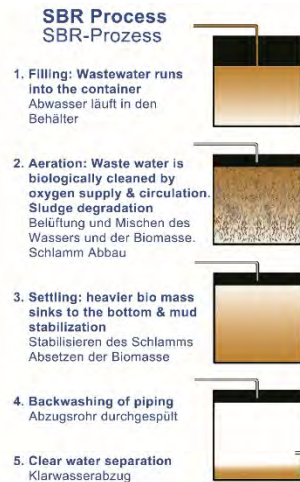 SBR Process
SBR-Prozess
1. Filling: Wastewater runs
into the container
Abwasser läuft in den
Behälter
2. Aeration: Waste water is
biologically cleaned by
oxygen supply & circulation.
Sludge degradation
Belüftung und Mischen des
Wassers und der Biomasse.
Schlamm Abbau
3. Settling: heavier bio mass
sinks to the bottom & mud
stabilization
Stabilisieren des Schlamms
Absetzen der Biomasse
4. Backwashing of piping
Abzugsrohr durchgespült
5. Clear water separation
Klarwasserabzug